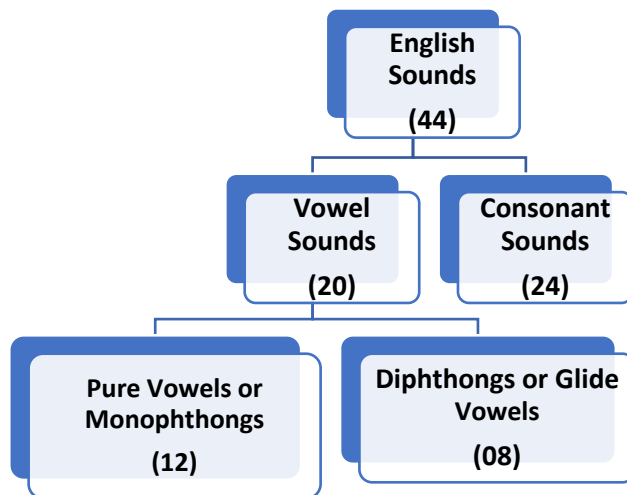 English
Sounds
(44)
Vowel
Sounds
(20)
Consonant
Sounds
(24)
Pure Vowels or
Monophthongs
(12)
Diphthongs or Glide
Vowels
(08)